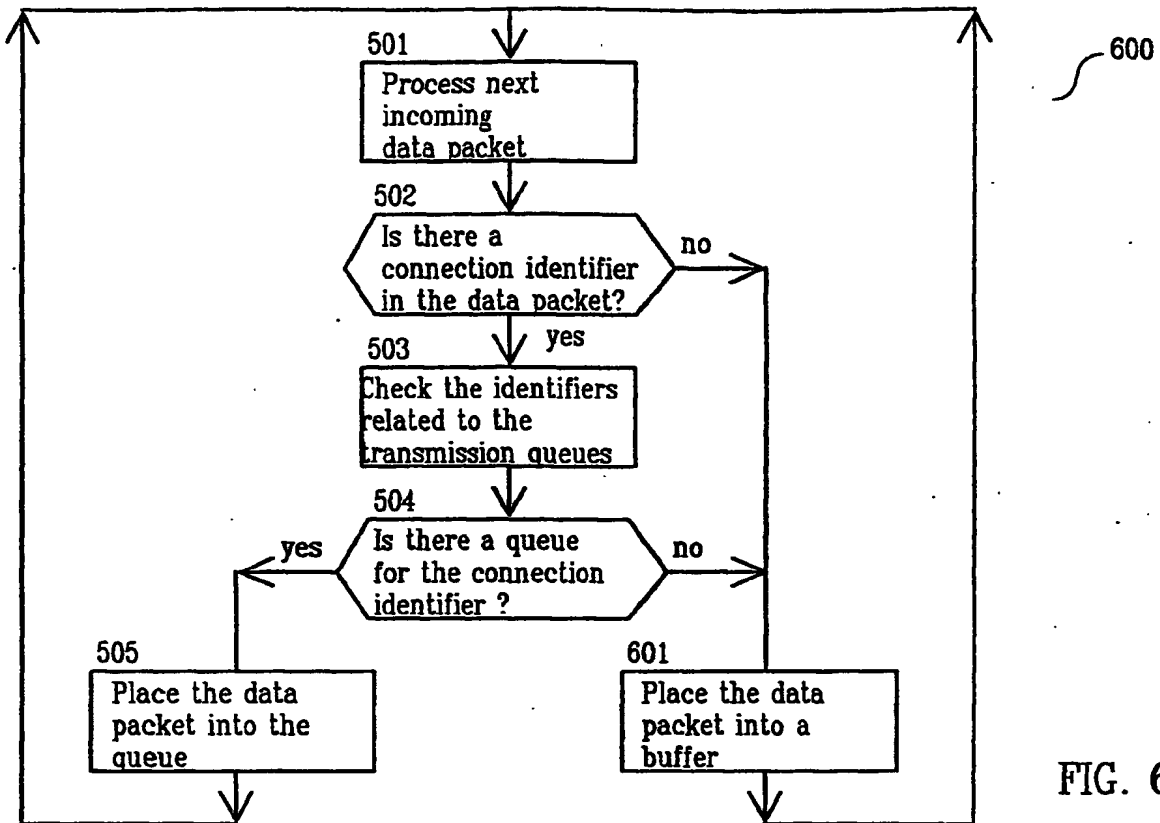 501
600
Process next
incoming
data packet
502
Is there a
connection identifier
in the data packet?
no
yes
503
Check the identifiers
related to the
transmission queues
504
yes
Is there a queue
for the connection
identifier ?
no
505
Place the data
packet into the
queue
601
Place the data
packet into a
buffer
FIG. 6